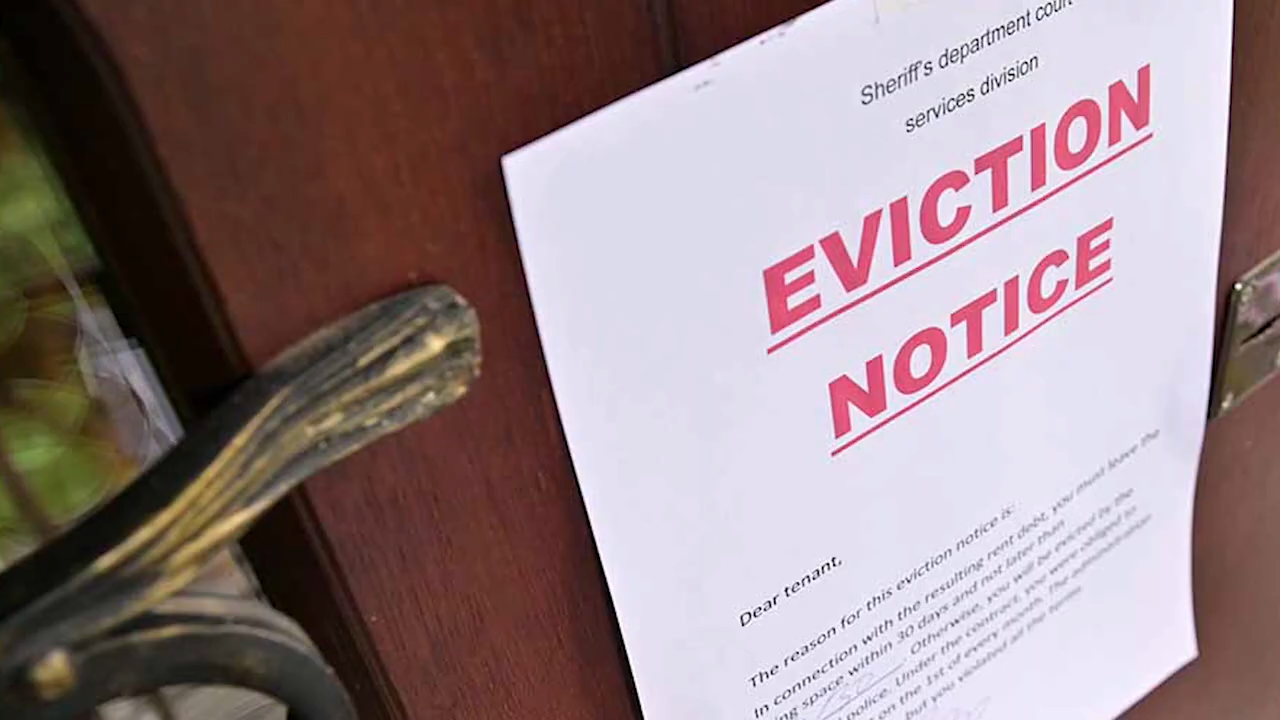 Sheriff's department court
services division
EVICTION
NOTICE
Dear tenant,
The reason for this eviction notice is:
In connection with the resulting rent debt, you must leave the
ing space within 30 days and not later than
Otherwise, you will be evicted by the
police. Under the contract, you were obliged to
on the 1st of every month. The administration
but you violated all the terms